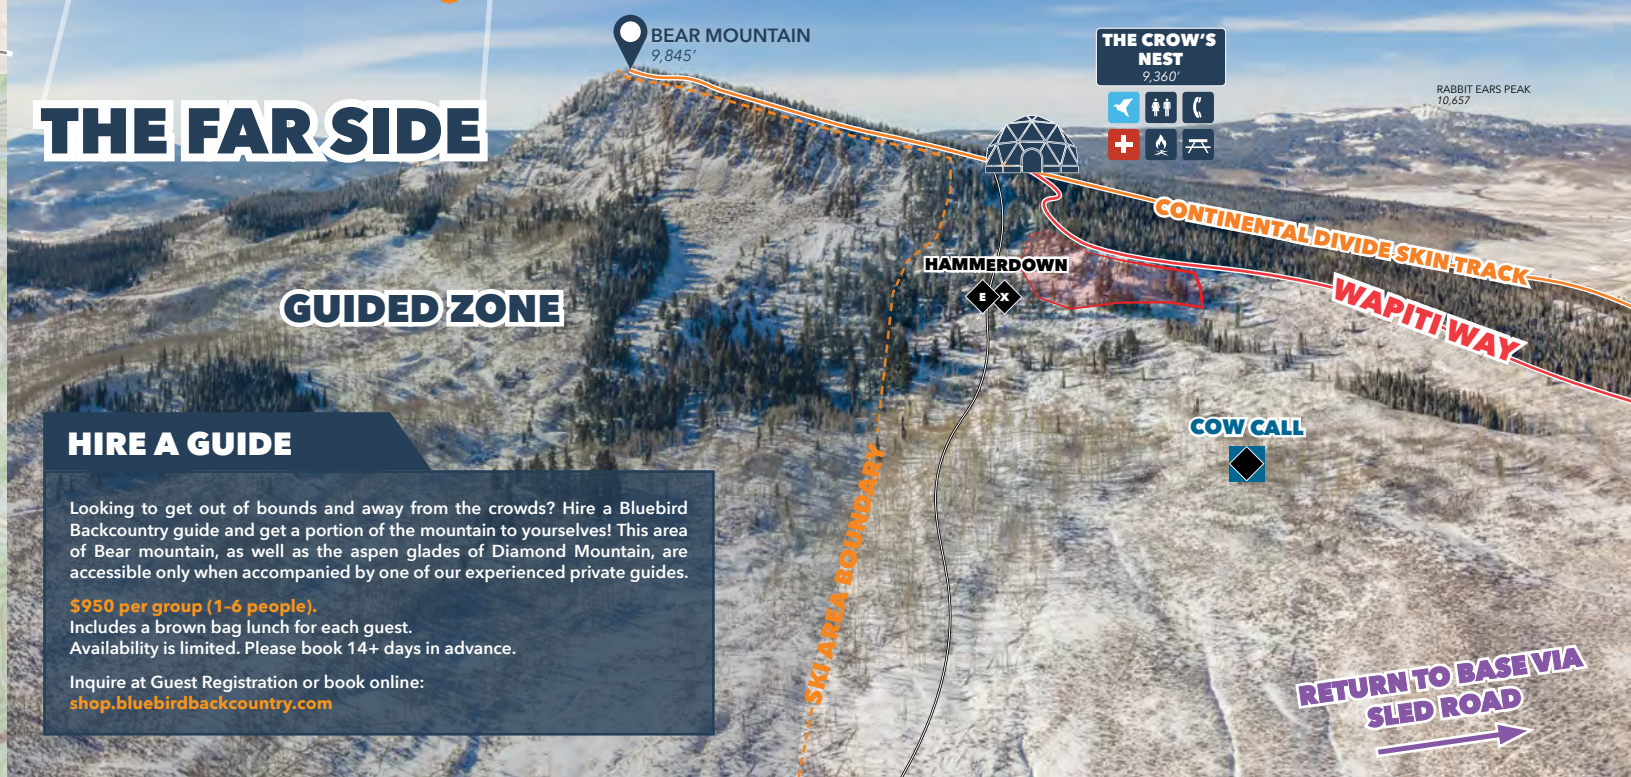 BEAR MOUNTAIN
9,845’
THE CROW’S
NEST
9,360’
RABBIT EARS PEAK
10,657
THE FAR SIDE
CONTINENTAL DIVIDE SKIN TRACK
HAMMERDOWN
E X
WAPITI WAY
GUIDED ZONE
COW CALL
HIRE A GUIDE
Looking to get out of bounds and away from the crowds? Hire a Bluebird
Backcountry guide and get a portion of the mountain to yourselves! This area
of Bear mountain, as well as the aspen glades of Diamond Mountain, are
accessible only when accompanied by one of our experienced private guides.
$950 per group (1-6 people).
Includes a brown bag lunch for each guest.
Availability is limited. Please book 14+ days in advance.
Inquire at Guest Registration or book online:
shop.bluebirdbackcountry.com
SKI AREA BOUNDARY
RETURN TO BASE VIA
SLED ROAD